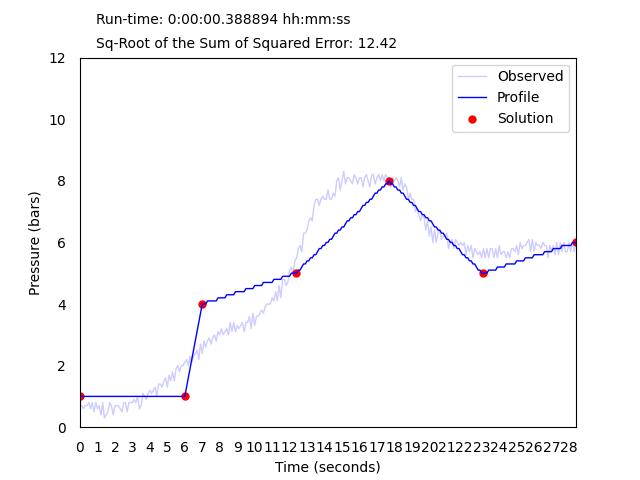 Run-time: 0:00:00.388894 hh:mm:ss
Sq-Root of the Sum of Squared Error: 12.42
12
10
8
6
4
2
0
Pressure (bars)
Observed
Profile
Solution
0 1 2 3 4 5 6 7 8 9 10 11 12 13 14 15 16 17 18 19 20 21 22 23 24 25 26 27 28
Time (seconds)